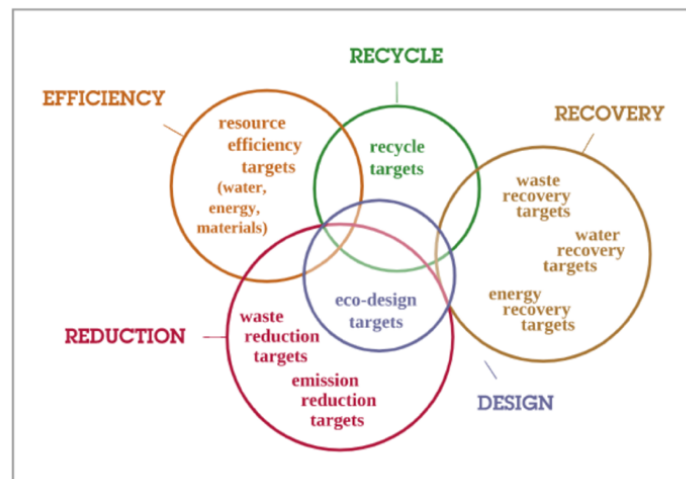 RECYCLE
EFFICIENCY
RECOVERY
resource
efficiency
targets
(water,
energy,
materials)
recycle
targets
waste
recovery
targets
water
recovery
targets
energy
recovery
targets
eco-design
targets
REDUCTION
waste
reduction
targets
emission
reduction
targets
DESIGN